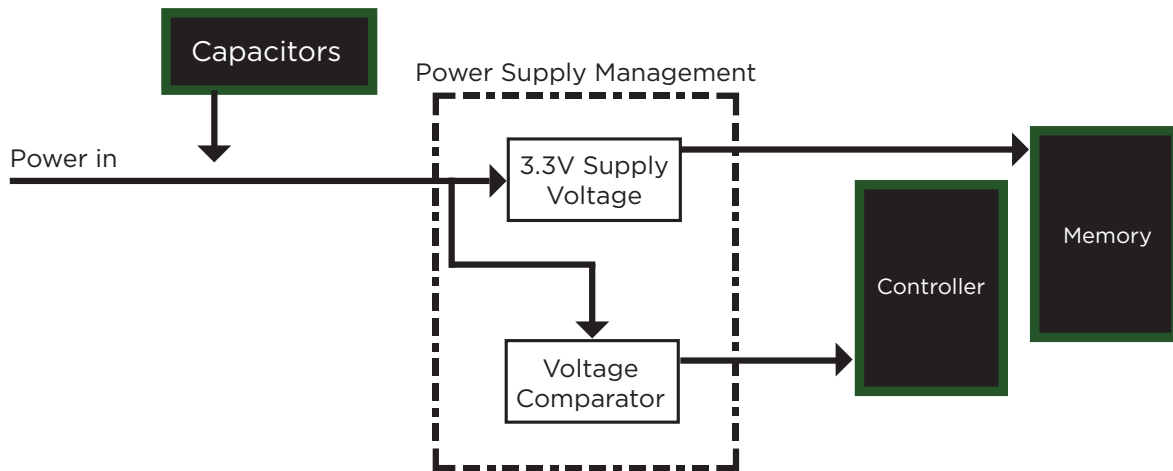 Capacitors
Power Supply Management
Power in
3.3V Supply
Voltage
Memory
Controller
Voltage
Comparator